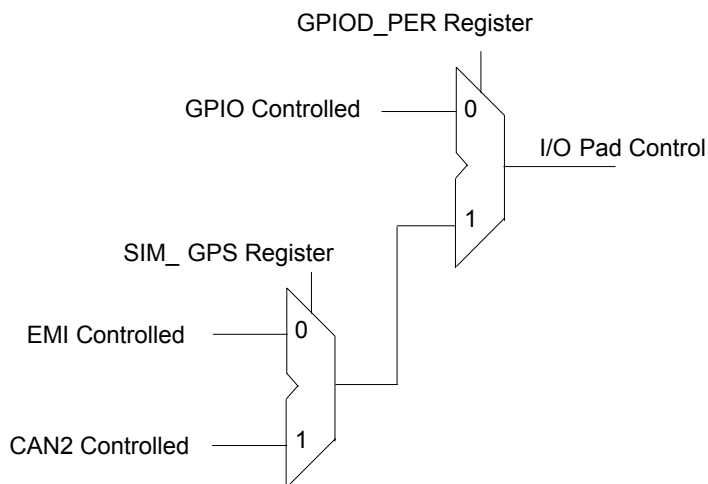 GPIOD_PER Register
GPIO Controlled
0
I/O Pad Control
1
SIM_ GPS Register
EMI Controlled
0
CAN2 Controlled
1